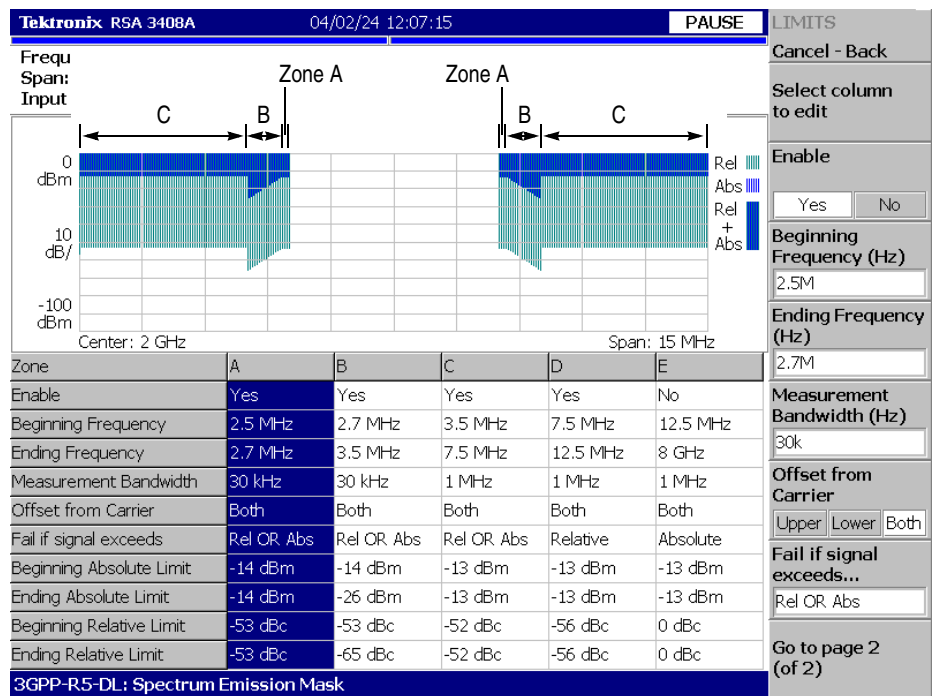 Tektronix RSA 3408A 04/02/24 12:07:15 PAUSE
Frequ
Span:
Input
Zone A Zone A
C B B C
0
dBm
10
dB/
-100
dBm
Rel
Abs
Rel
+
Abs
Center: 2 GHz Span: 15 MHz
Zone A B C D E
Enable Yes Yes Yes Yes No
Beginning Frequency 2.5 MHz 2.7 MHz 3.5 MHz 7.5 MHz 12.5 MHz
Ending Frequency 2.7 MHz 3.5 MHz 7.5 MHz 12.5 MHz 8 GHz
Measurement Bandwidth 30 kHz 30 kHz 1 MHz 1 MHz 1 MHz
Offset from Carrier Both Both Both Both Both
Fail if signal exceeds Rel OR Abs Rel OR Abs Rel OR Abs Relative Absolute
Beginning Absolute Limit -14 dBm -14 dBm -13 dBm -13 dBm -13 dBm
Ending Absolute Limit -14 dBm -26 dBm -13 dBm -13 dBm -13 dBm
Beginning Relative Limit -53 dBc -53 dBc -52 dBc -56 dBc 0 dBc
Ending Relative Limit -53 dBc -65 dBc -52 dBc -56 dBc 0 dBc
3GPP-R5-DL: Spectrum Emission Mask
LIMITS
Cancel - Back
Select column
to edit
Enable
Yes No
Beginning
Frequency (Hz)
2.5M
Ending Frequency
(Hz)
2.7M
Measurement
Bandwidth (Hz)
30k
Offset from
Carrier
Upper Lower Both
Fail if signal
exceeds...
Rel OR Abs
Go to page 2
(of 2)